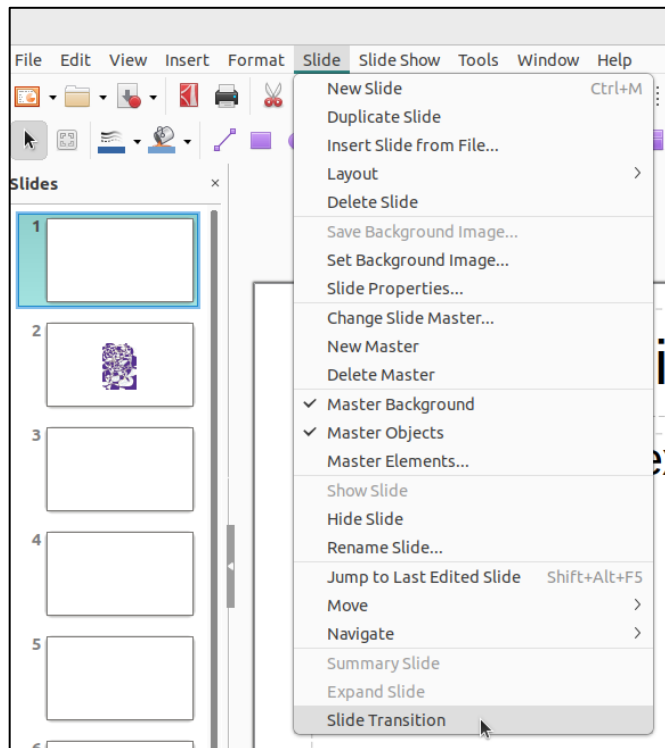 File Edit View Insert Format Slide Slide Show Tools Window Help
New Slide Ctrl+M
Duplicate Slide
Insert Slide from File...
Layout
Delete Slide
Save Background Image...
Set Background Image...
Slide Properties...
Change Slide Master...
New Master
Delete Master
Master Background
Master Objects
Master Elements...
Show Slide
Hide Slide
Rename Slide...
Jump to Last Edited Slide Shift+Alt+F5
Move
Navigate
Summary Slide
Expand Slide
Slide Transition
Slides
1
2
3
4
5